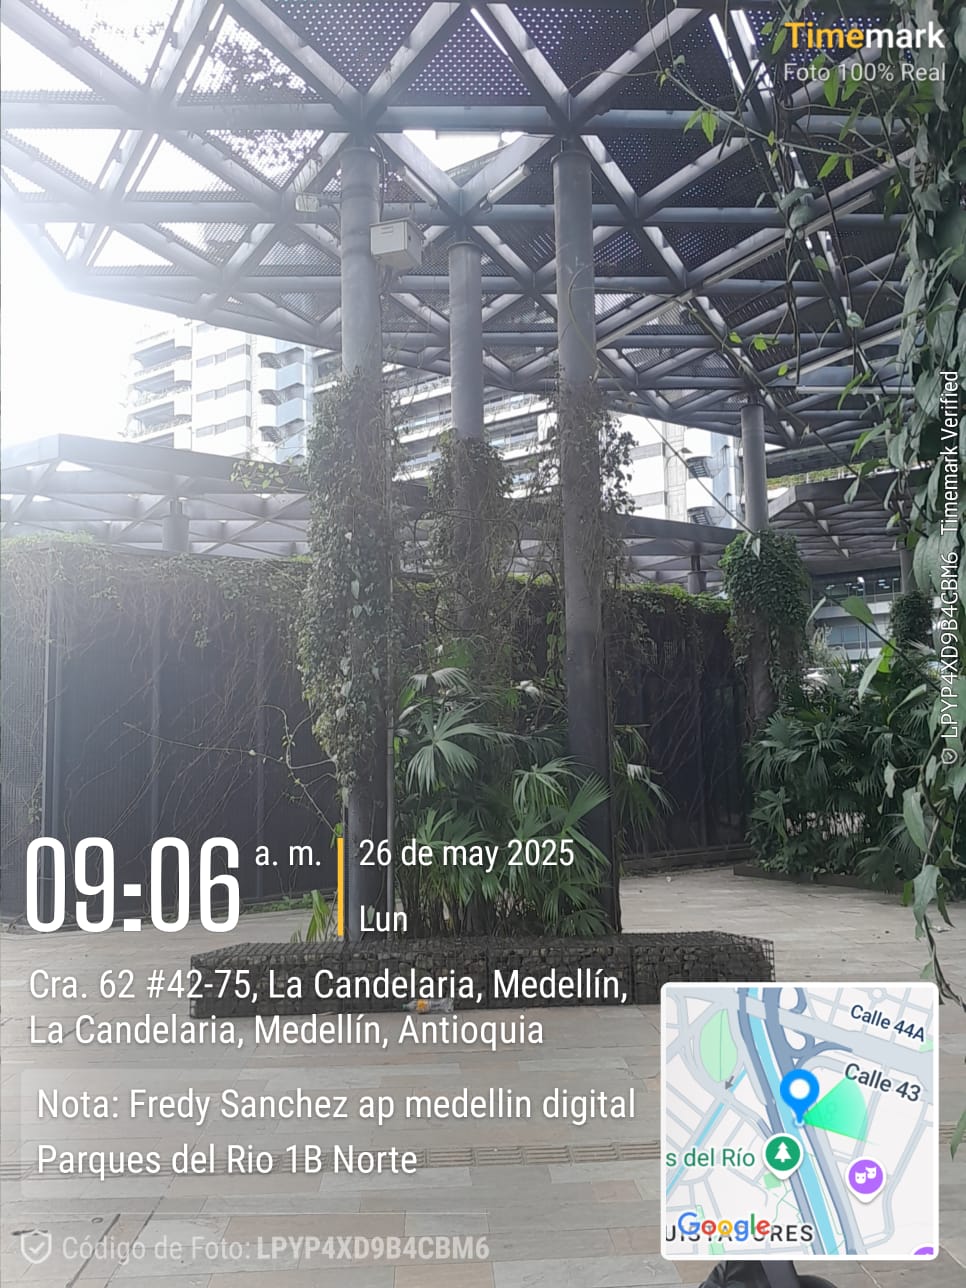 Timemark
Foto 100% Real
LPYP4XD9B4CBM6 Timemark Verified
09:06 a. m.
26 de may 2025
Lun
Cra. 62 #42-75, La Candelaria, Medellín,
La Candelaria, Medellín, Antioquia
Nota: Fredy Sanchez ap medellin digital
Parques del Rio 1B Norte
Código de Foto: LPYP4XD9B4CBM6
Calle 44A
Calle 43
s del Río
Google